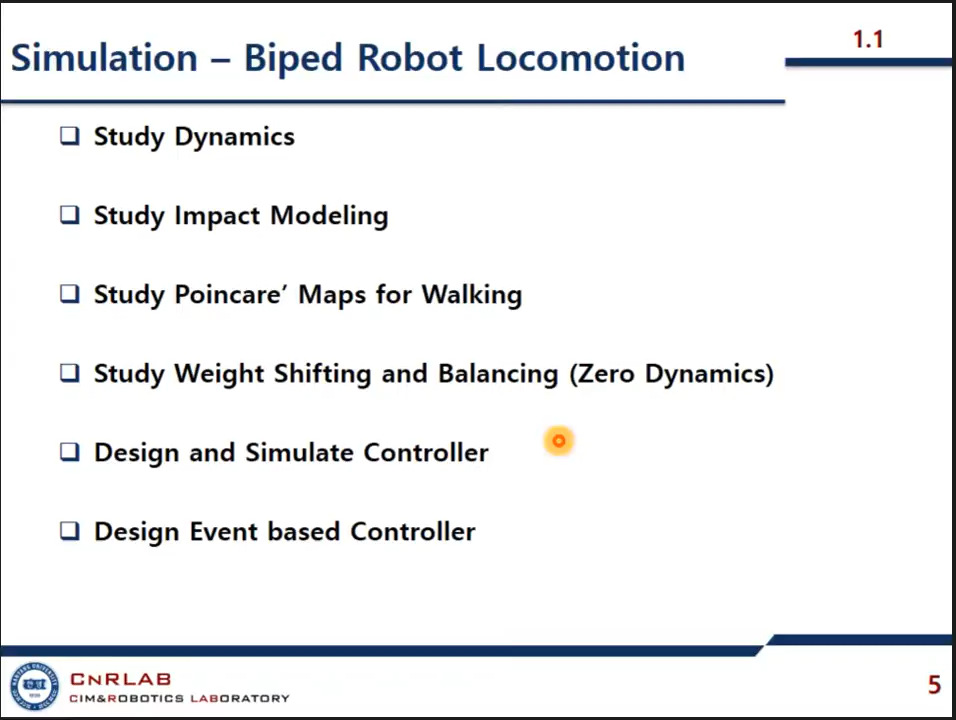 Simulation – Biped Robot Locomotion
1.1
❑ Study Dynamics
❑ Study Impact Modeling
❑ Study Poincare’ Maps for Walking
❑ Study Weight Shifting and Balancing (Zero Dynamics)
❑ Design and Simulate Controller
❑ Design Event based Controller
CNRLAB
CIM&ROBOTICS LABORATORY
5